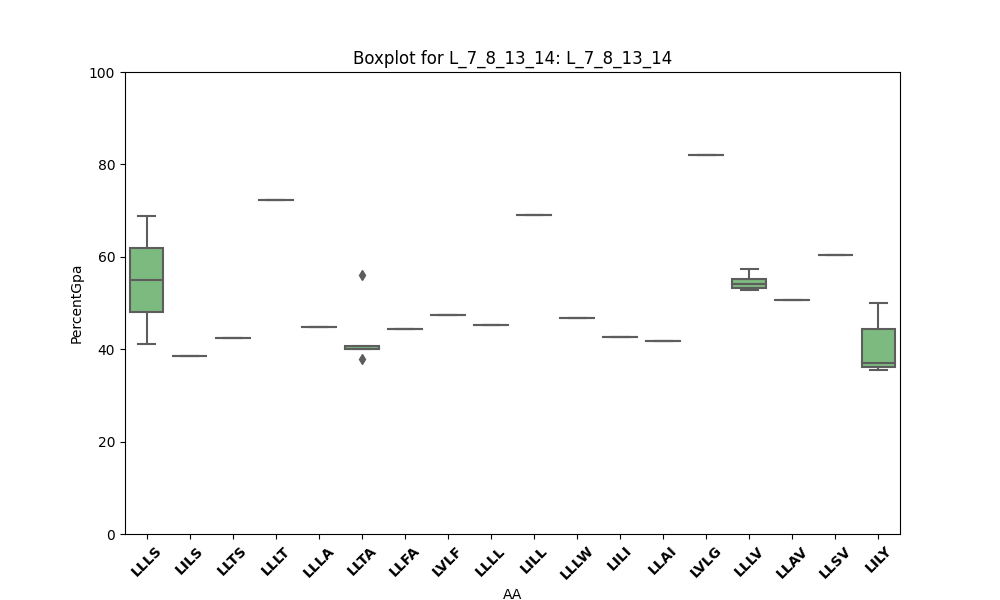 Boxplot for L_7_8_13_14: L_7_8_13_14
100
80
60
40
20
0
PercentGpa
LLLS
LILS
LLTS
LLLT
LLLA
LLTA
LLFA
LVLF
LLLL
LILL
LLLW
LILI
LLAI
LVLG
LLLV
LLAV
LLSV
LILY
AA